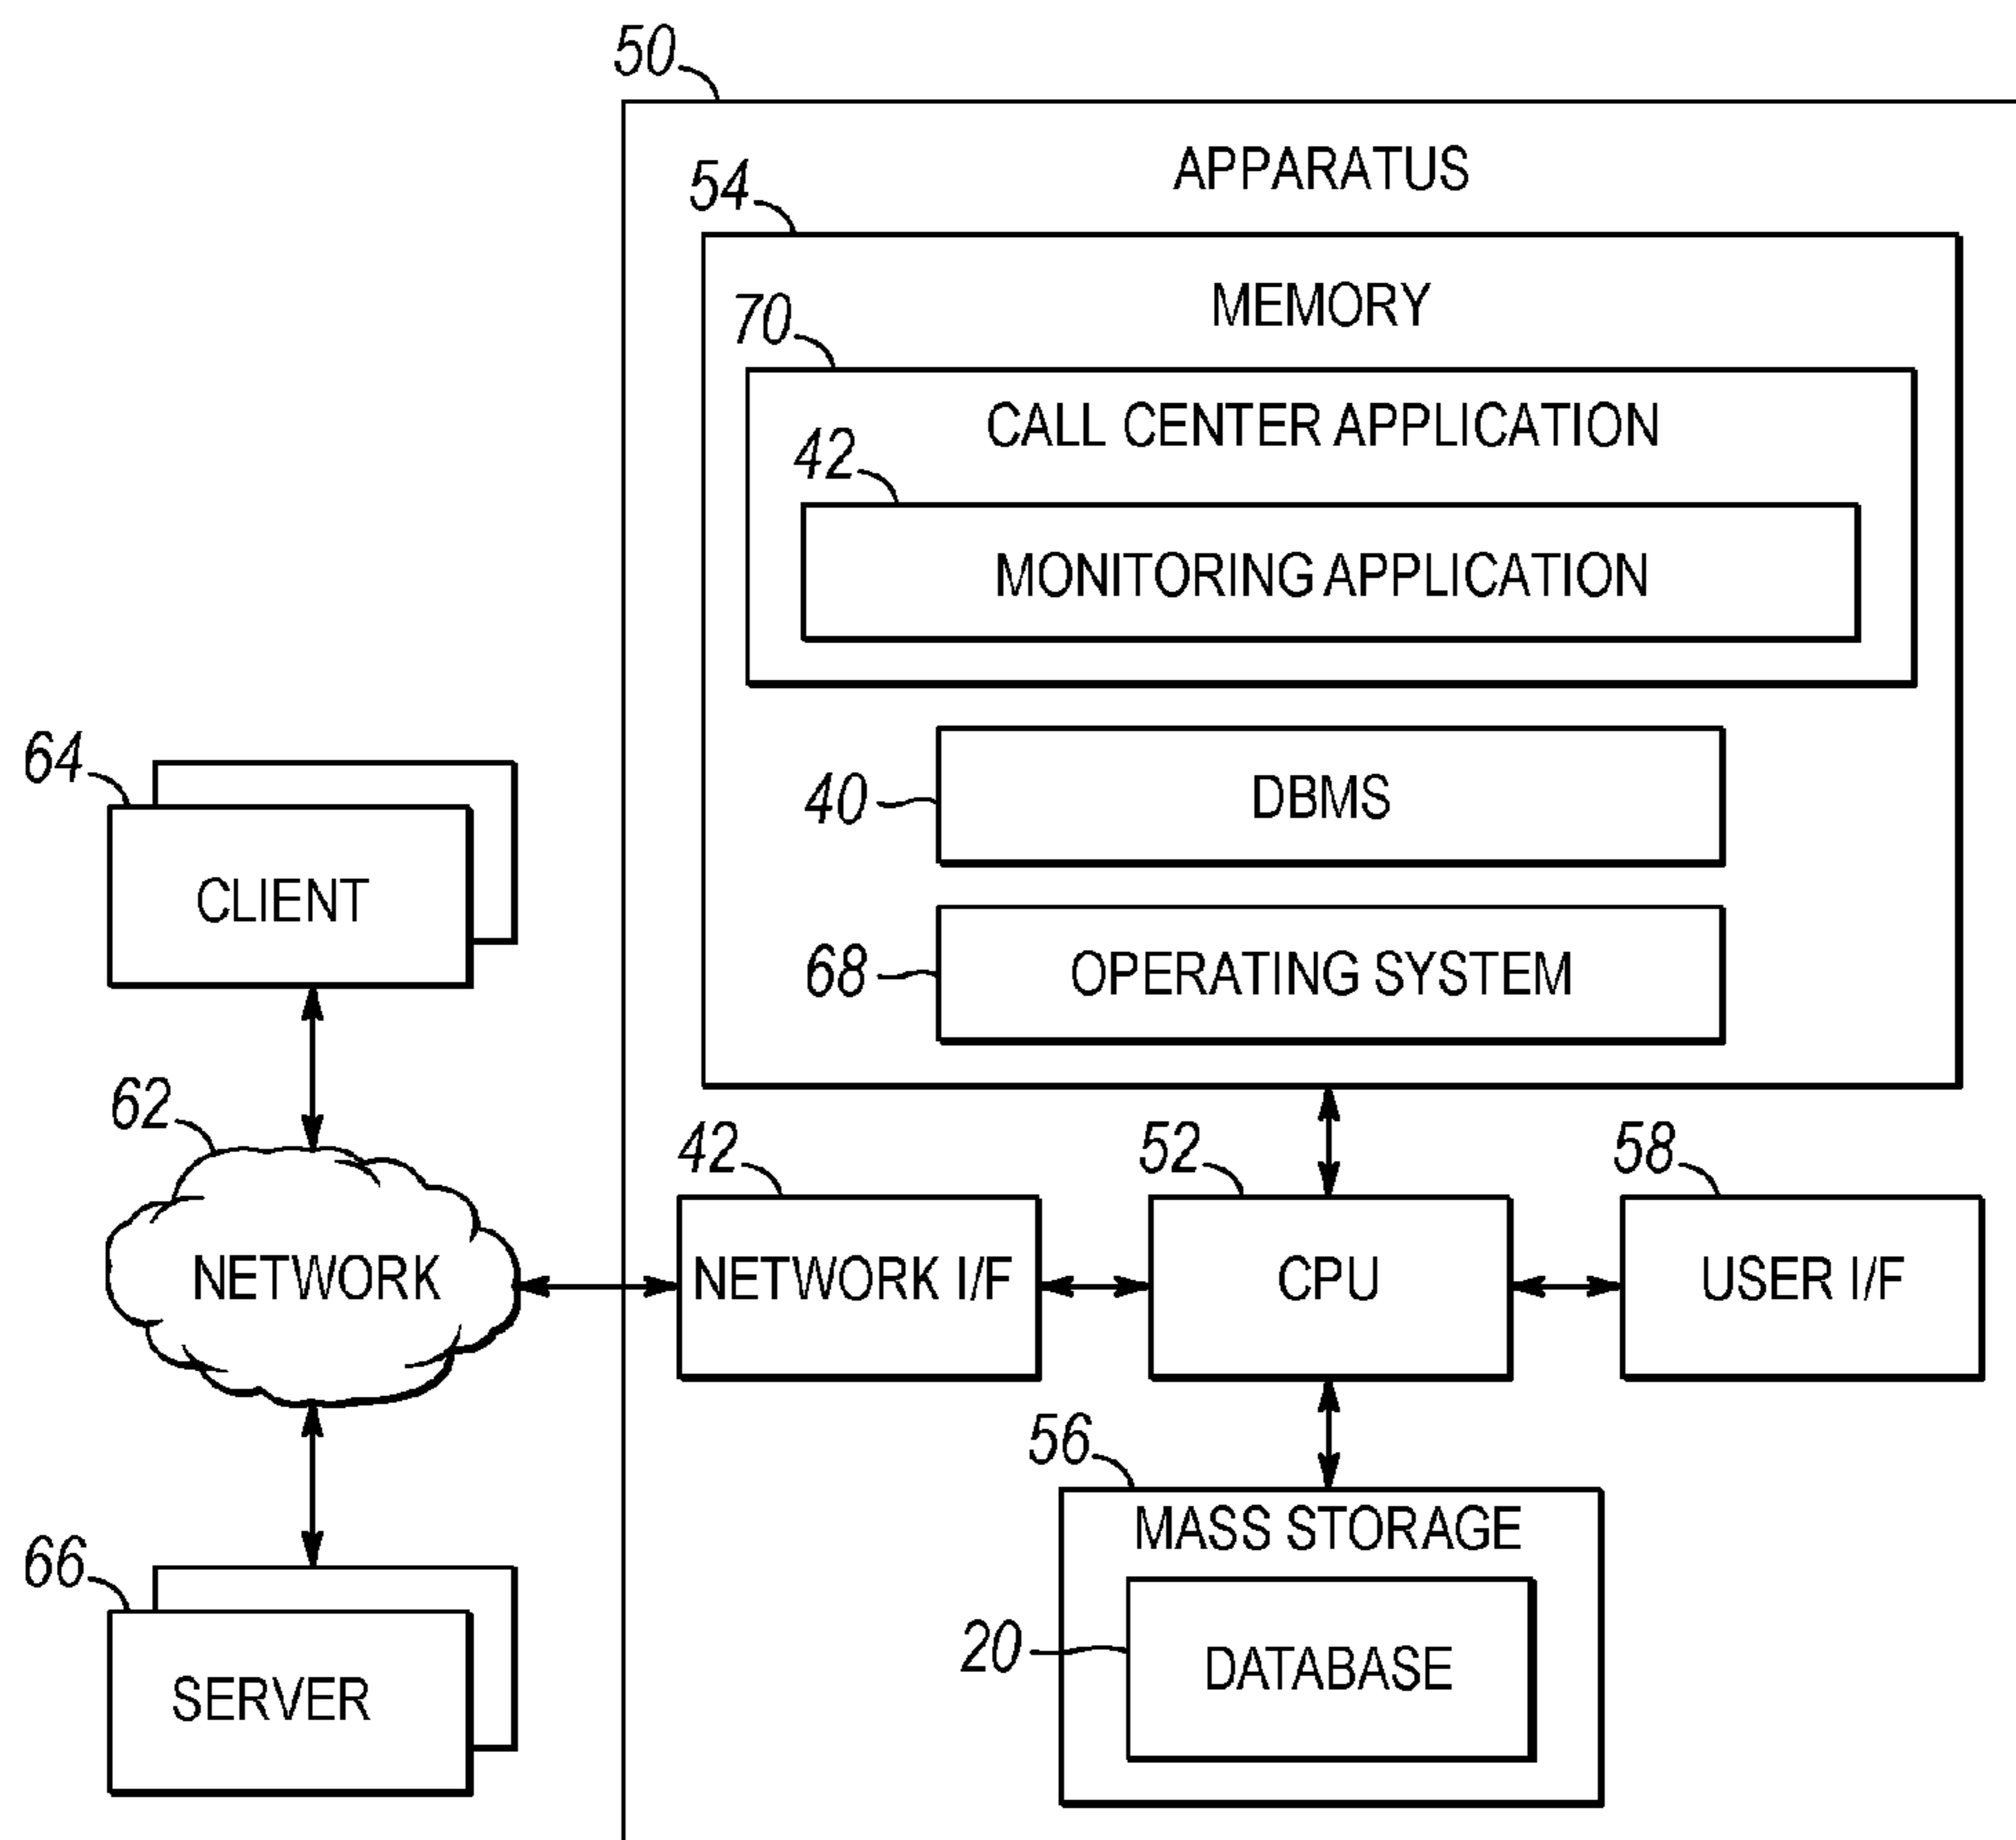 50
APPARATUS
54
MEMORY
70
CALL CENTER APPLICATION
42
MONITORING APPLICATION
40
DBMS
68
OPERATING SYSTEM
64
CLIENT
62
NETWORK
42
NETWORK I/F
52
CPU
58
USER I/F
56
MASS STORAGE
20
DATABASE
66
SERVER